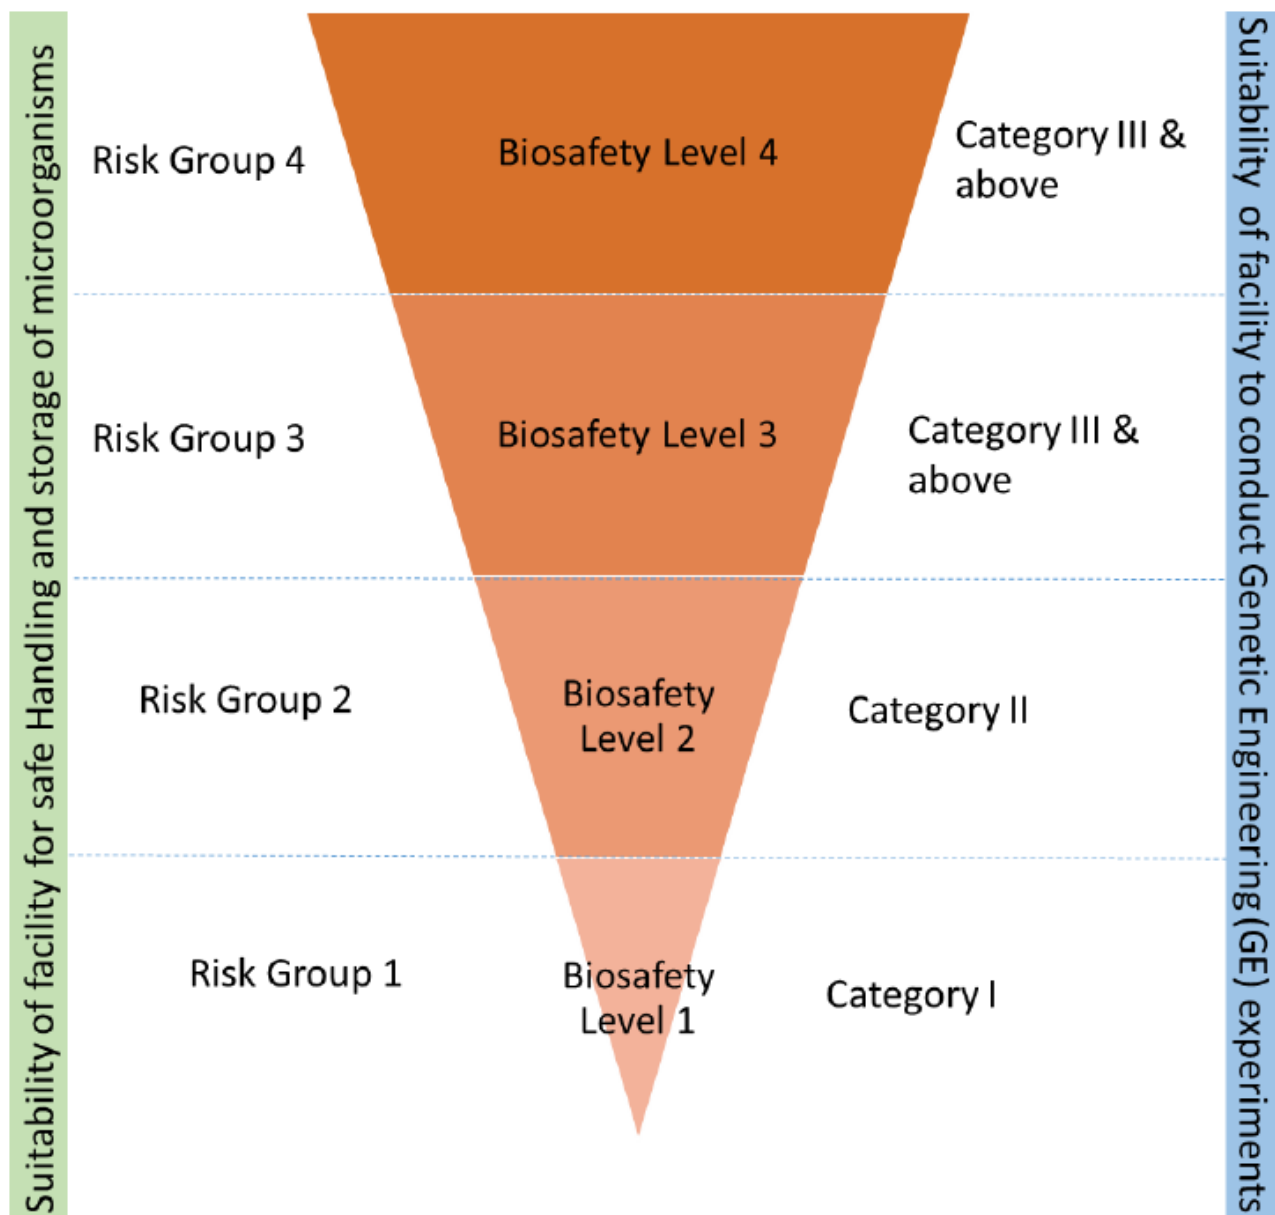 Suitability of facility for safe Handling and storage of microorganisms
Risk Group 4
Biosafety Level 4
Category III &
above
Risk Group 3
Biosafety Level 3
Category III &
above
Risk Group 2
Biosafety
Level 2
Category II
Risk Group 1
Biosafety
Level 1
Category I
Suitability of facility to conduct Genetic Engineering (GE) experiments